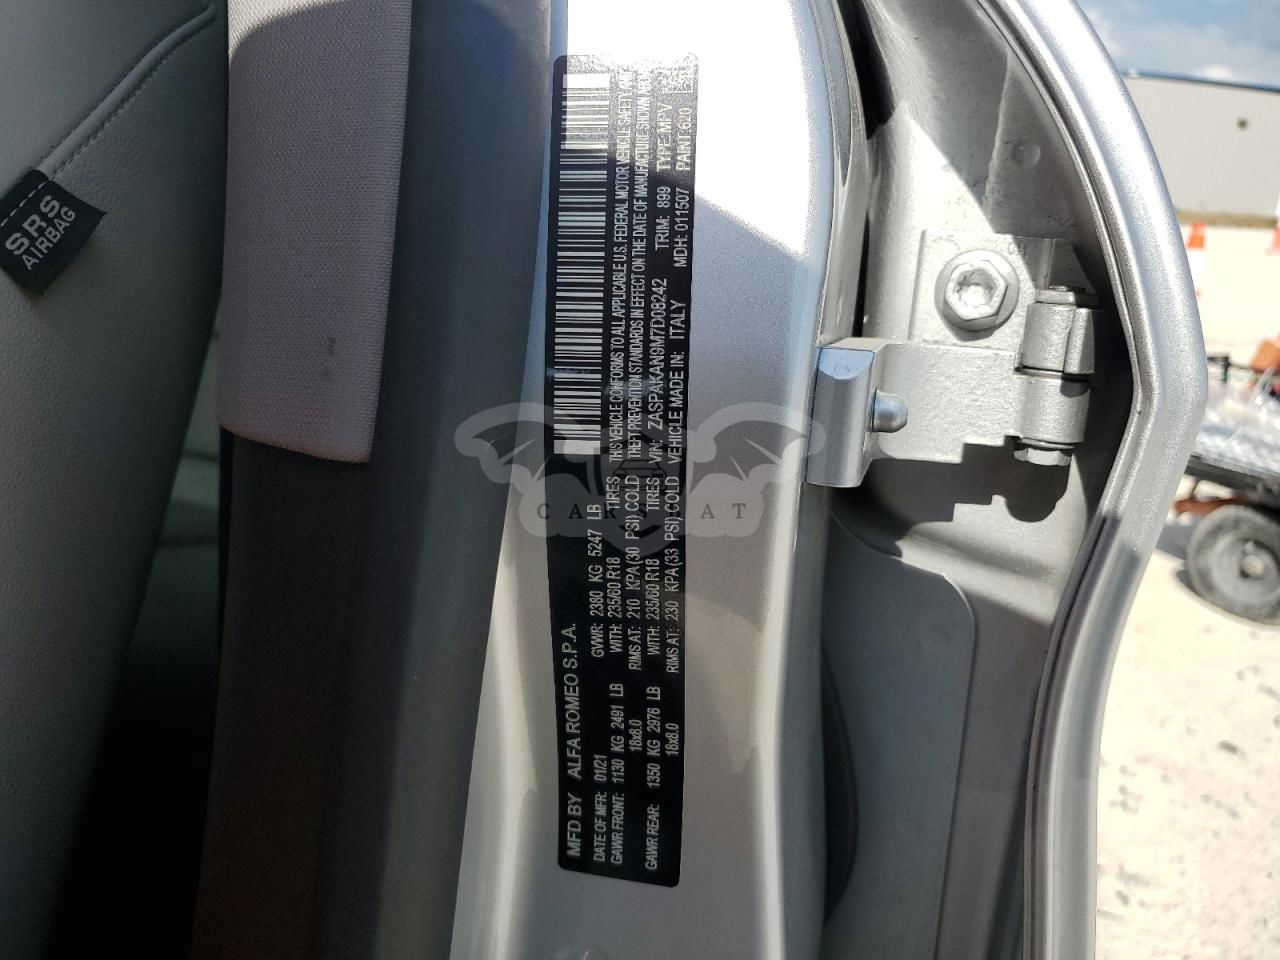 MFD BY ALFA ROMEO S.P.A.
DATE OF MFR: 01/21 GVWR: 2380 KG 5247 LB
GAWR FRONT: 1130 KG 2491 LB WITH: 235/60 R18 TIRES
18x8.0 RIMS AT: 210 KPA(30 PSI) COLD
GAWR REAR: 1350 KG 2976 LB WITH: 235/60 R18 TIRES
18x8.0 RIMS AT: 230 KPA(33 PSI) COLD
THIS VEHICLE CONFORMS TO ALL APPLICABLE U.S. FEDERAL MOTOR VEHICLE SAFETY AND
THEFT PREVENTION STANDARDS IN EFFECT ON THE DATE OF MANUFACTURE SHOWN
VIN: ZASPAKAN9M7D08242 TRIM: 899 TYPE: MPV
VEHICLE MADE IN: ITALY MDH: 011507 PAINT: 620
SRS
AIRBAG